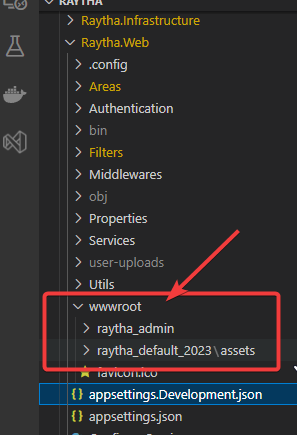 RAYTHA
Raytha.Infrastructure
Raytha.Web
.config
Areas
Authentication
bin
Filters
Middlewares
obj
Properties
Services
user-uploads
Utils
wwwroot
raytha_admin
raytha_default_2023\assets
favicon.ico
{} appsettings.Development.json
{} appsettings.json